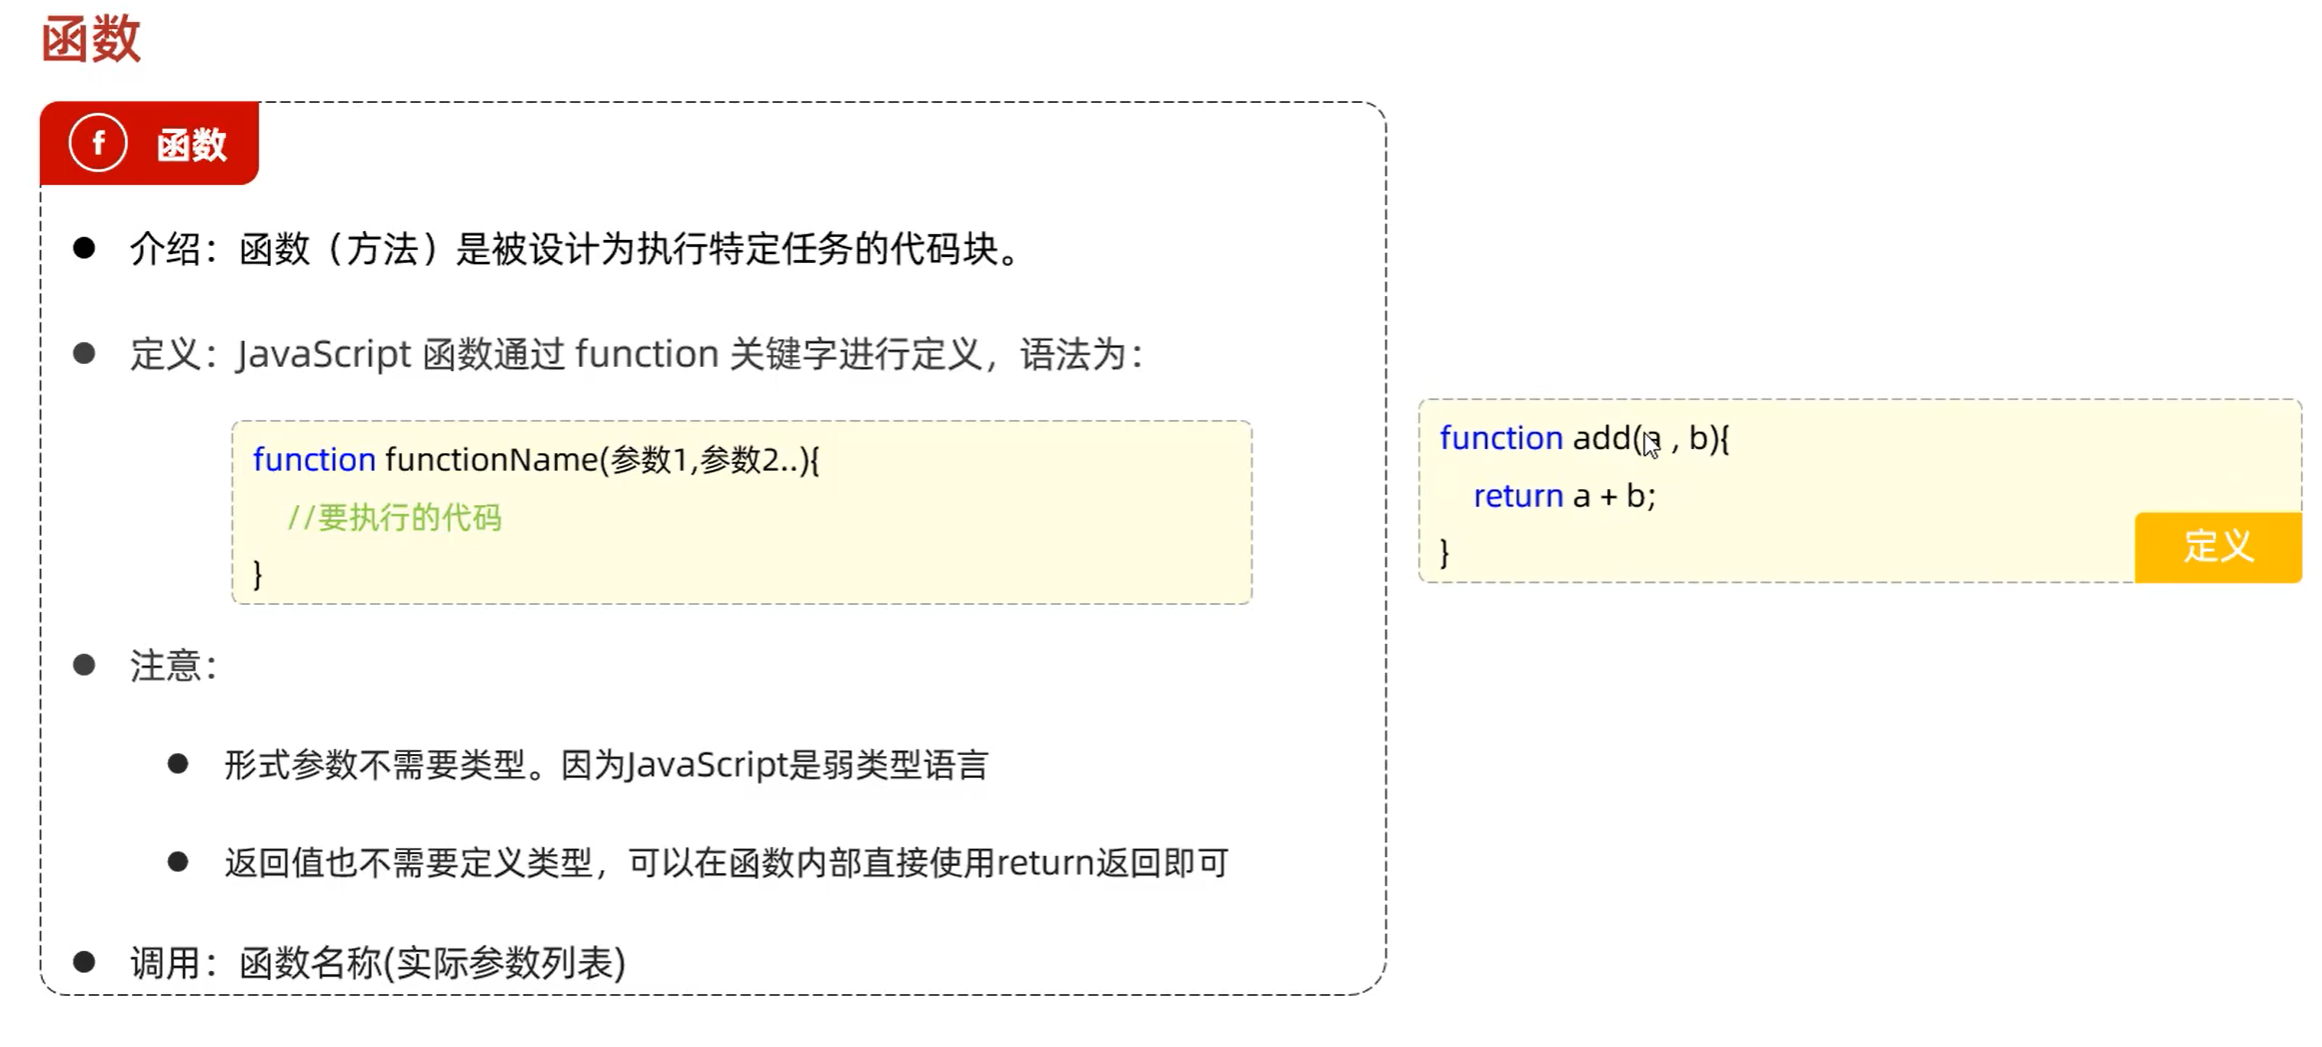 函数
f 函数
介绍：函数（方法）是被设计为执行特定任务的代码块。
定义：JavaScript 函数通过 function 关键字进行定义，语法为：
function functionName(参数1,参数2..){
//要执行的代码
}
注意：
形式参数不需要类型。因为JavaScript是弱类型语言
返回值也不需要定义类型，可以在函数内部直接使用return返回即可
调用：函数名称(实际参数列表)
function add(a , b){
return a + b;
}
定义